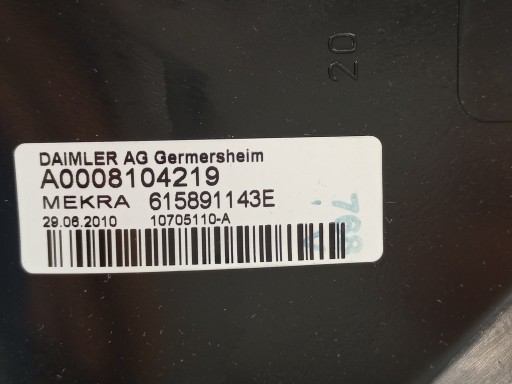 20
DAIMLER AG Germersheim
A0008104219
MEKRA 615891143E
29.06.2010 10705110-A